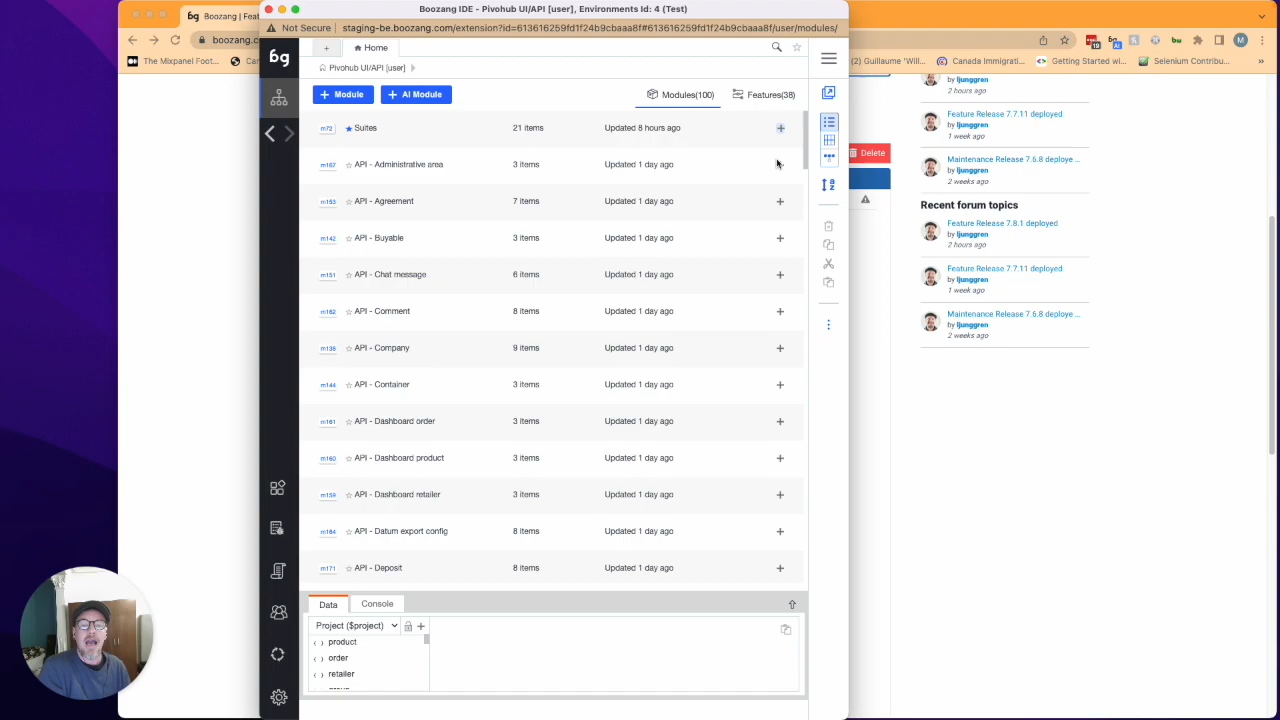 Boozang | Feat
Boozang IDE - Pivohub UI/API [user], Environments Id: 4 (Test)
boozang.c
Not Secure
staging-be.boozang.com/extension?id=613616259fd1f24b9cbaaa8f#613616259fd1f24b9cbaaa8f/user/modules/
The Mixpanel Foot...
Car
(2) Guillaume 'Will...
Canada Immigrati...
Getting Started wi...
Selenium Contribu...
19
AI
M
bg
Home
Pivohub UI/API [user]
Module
AI Module
Modules(100)
Features(38)
m72 Suites 21 items Updated 8 hours ago
m167 API - Administrative area 3 items Updated 1 day ago
m153 API - Agreement 7 items Updated 1 day ago
m142 API - Buyable 3 items Updated 1 day ago
m151 API - Chat message 6 items Updated 1 day ago
m162 API - Comment 8 items Updated 1 day ago
m138 API - Company 9 items Updated 1 day ago
m144 API - Container 3 items Updated 1 day ago
m161 API - Dashboard order 3 items Updated 1 day ago
m160 API - Dashboard product 3 items Updated 1 day ago
m159 API - Dashboard retailer 3 items Updated 1 day ago
m164 API - Datum export config 8 items Updated 1 day ago
m171 API - Deposit 8 items Updated 1 day ago
Data
Console
Project ($project)
product
order
retailer
Delete
by ljunggren
2 hours ago
Feature Release 7.7.11 deployed
by ljunggren
1 week ago
Maintenance Release 7.6.8 deploye ...
by ljunggren
2 weeks ago
Recent forum topics
Feature Release 7.8.1 deployed
by ljunggren
2 hours ago
Feature Release 7.7.11 deployed
by ljunggren
1 week ago
Maintenance Release 7.6.8 deploye ...
by ljunggren
2 weeks ago